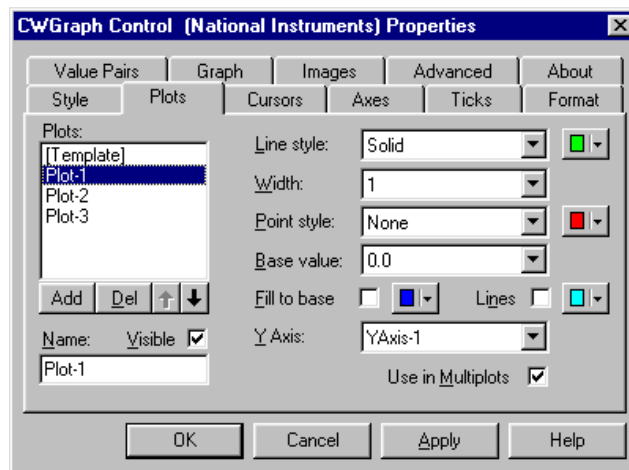 CWGraph Control (National Instruments) Properties
Value Pairs Graph Images Advanced About
Style Plots Cursors Axes Ticks Format
Plots:
[Template]
Plot-1
Plot-2
Plot-3
Add Del
Name: Visible
Plot-1
Line style: Solid
Width: 1
Point style: None
Base value: 0.0
Fill to base Lines
Y Axis: YAxis-1
Use in Multiplots
OK Cancel Apply Help